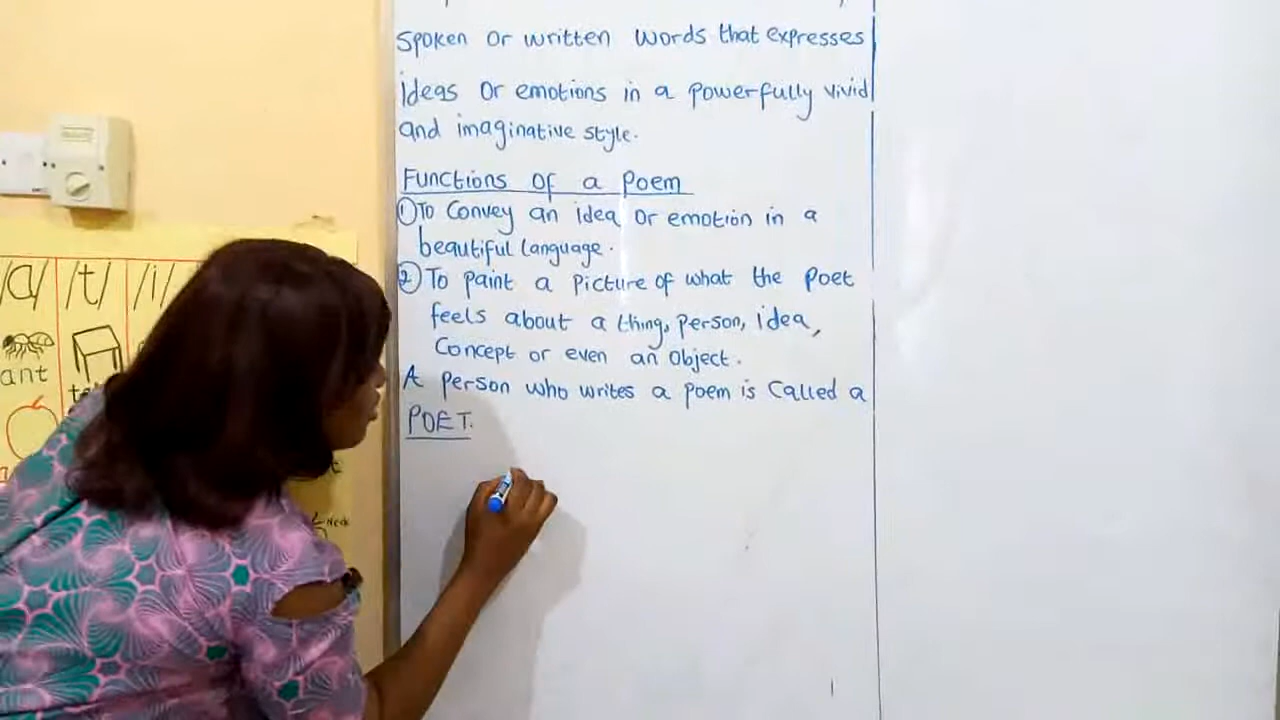 Spoken or written words that expresses
ideas or emotions in a powerfully vivid
and imaginative style.
Functions of a poem
① To convey an idea or emotion in a
beautiful language.
② To paint a picture of what the poet
feels about a thing, person, idea,
concept or even an object.
A person who writes a poem is called a
POET.
/a/ /t/ /i/
ant